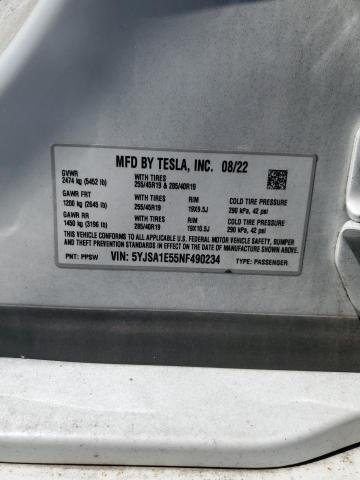 MFD BY TESLA, INC. 08/22
GVWR
2474 kg (5452 lb) WITH TIRES 255/45R19 & 285/40R19
GAWR FRT WITH TIRES RIM COLD TIRE PRESSURE
1200 kg (2645 lb) 255/45R19 19X9.5J 290 kPa, 42 psi
GAWR RR WITH TIRES RIM COLD TIRE PRESSURE
1450 kg (3196 lb) 285/40R19 19X10.5J 290 kPa, 42 psi
THIS VEHICLE CONFORMS TO ALL APPLICABLE U.S. FEDERAL MOTOR VEHICLE SAFETY, BUMPER
AND THEFT PREVENTION STANDARDS IN EFFECT ON THE DATE OF MANUFACTURE SHOWN ABOVE.
PNT: PPSW VIN: 5YJSA1E55NF490234 TYPE: PASSENGER